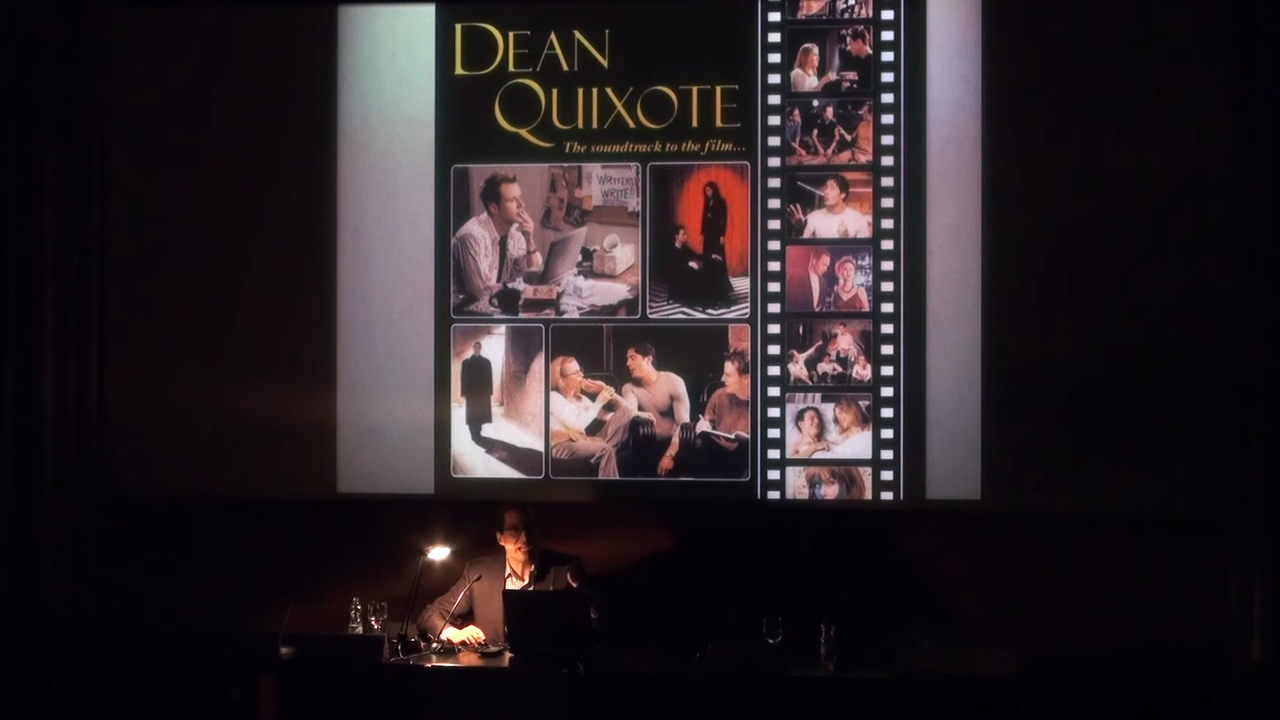 DEAN
QUIXOTE
The soundtrack to the film...
WRITERS
WRITE!